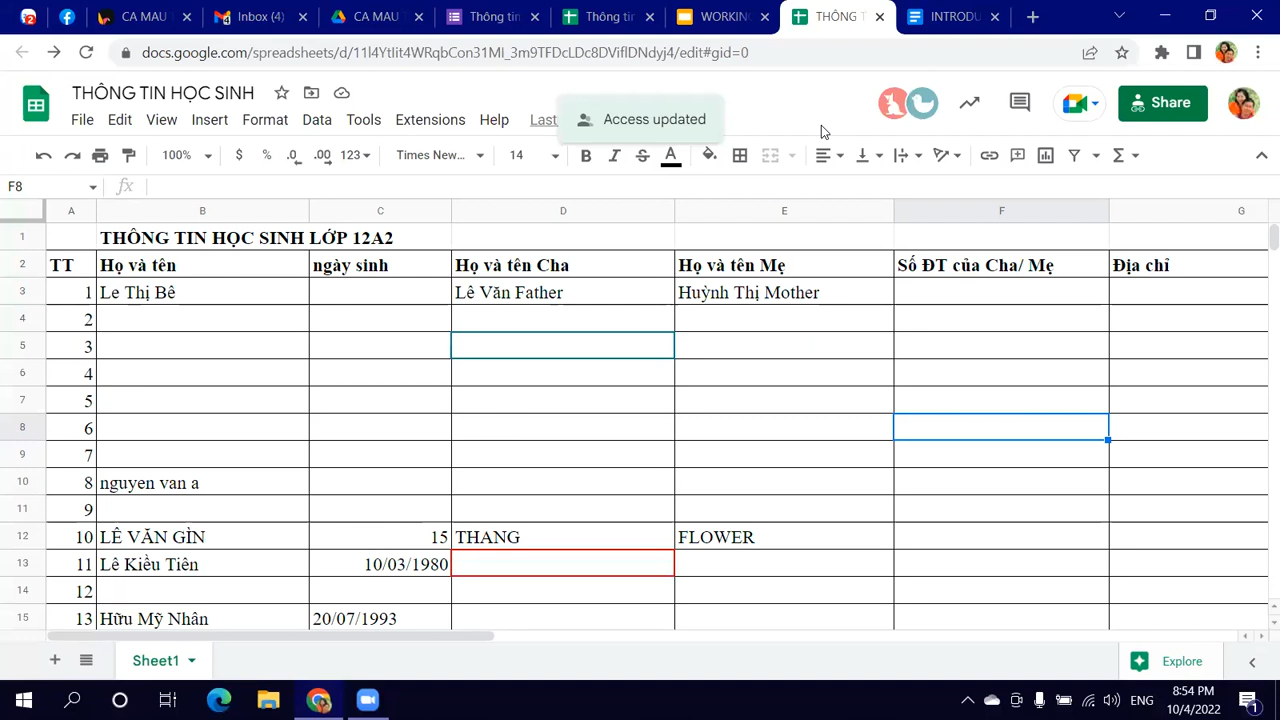 CA MAU T
Inbox (4)
CA MAU T
Thông tin
Thông tin
WORKING
THÔNG T
INTRODU
docs.google.com/spreadsheets/d/11l4YtIit4WRqbCon31MI_3m9TFDcLDc8DViflDNdyj4/edit#gid=0
THÔNG TIN HỌC SINH
Share
File Edit View Insert Format Data Tools Extensions Help Last
Access updated
100% $ % .0 .00 123 Times New... 14 B I S A
F8 fx
A B C D E F G
1 THÔNG TIN HỌC SINH LỚP 12A2
2 TT Họ và tên ngày sinh Họ và tên Cha Họ và tên Mẹ Số ĐT của Cha/ Mẹ Địa chỉ
3 1 Le Thị Bê Lê Văn Father Huỳnh Thị Mother
4 2
5 3
6 4
7 5
8 6
9 7
10 8 nguyen van a
11 9
12 10 LÊ VĂN GÌN 15 THANG FLOWER
13 11 Lê Kiều Tiên 10/03/1980
14 12
15 13 Hữu Mỹ Nhân 20/07/1993
Sheet1
Explore
ENG
8:54 PM
10/4/2022
1